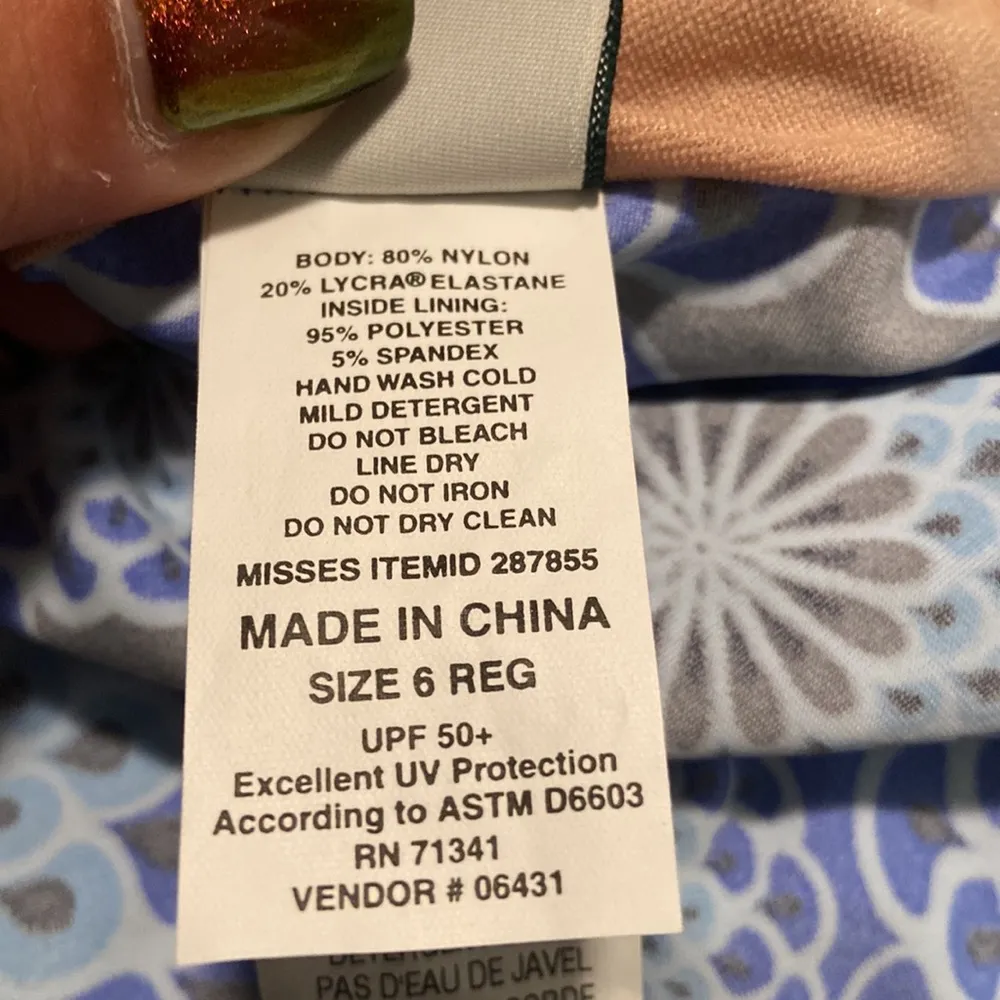 BODY: 80% NYLON
20% LYCRA® ELASTANE
INSIDE LINING:
95% POLYESTER
5% SPANDEX
HAND WASH COLD
MILD DETERGENT
DO NOT BLEACH
LINE DRY
DO NOT IRON
DO NOT DRY CLEAN
MISSES ITEMID 287855
MADE IN CHINA
SIZE 6 REG
UPF 50+
Excellent UV Protection
According to ASTM D6603
RN 71341
VENDOR # 06431
PAS D'EAU DE JAVEL